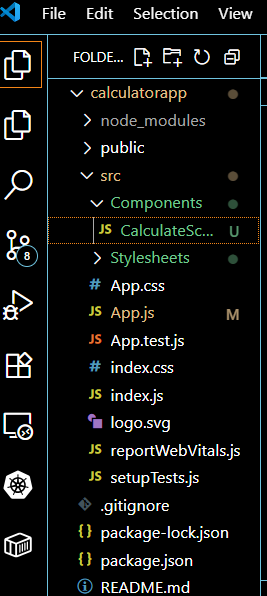 File Edit Selection View
FOLDE...
calculatorapp
node_modules
public
src
Components
JS CalculateSc... U
Stylesheets
# App.css
JS App.js M
JS App.test.js
# index.css
JS index.js
logo.svg
JS reportWebVitals.js
JS setupTests.js
8
.gitignore
{} package-lock.json
{} package.json
README.md